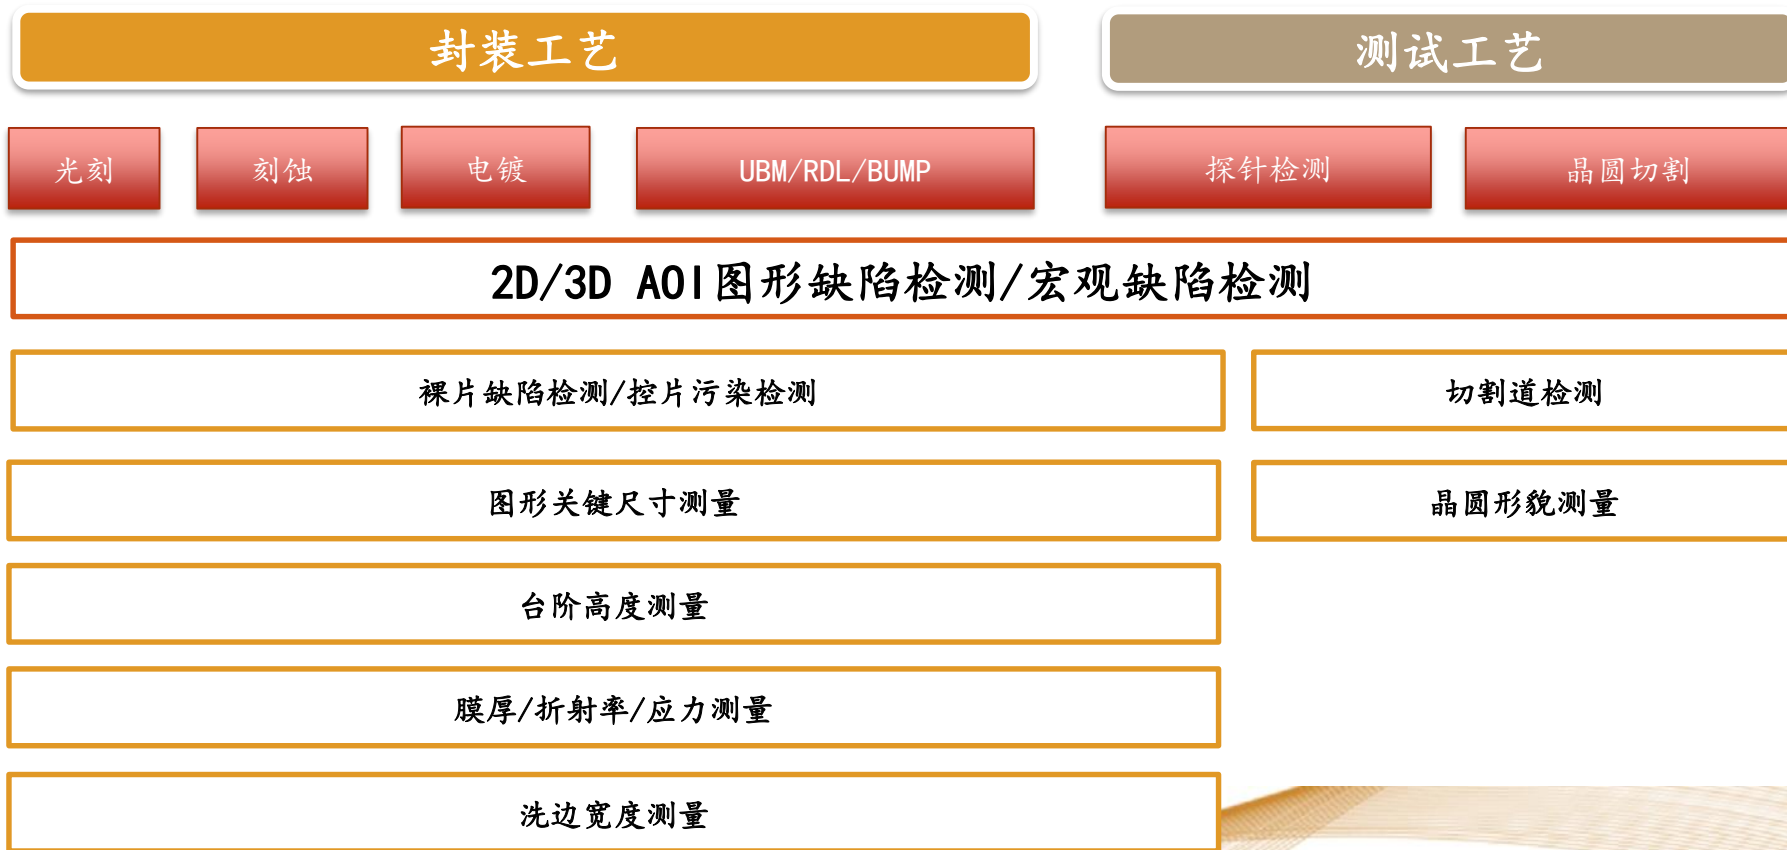 封装工艺
测试工艺
光刻
刻蚀
电镀
UBM/RDL/BUMP
探针检测
晶圆切割
2D/3D AOI图形缺陷检测/宏观缺陷检测
裸片缺陷检测/控片污染检测
切割道检测
图形关键尺寸测量
晶圆形貌测量
台阶高度测量
膜厚/折射率/应力测量
洗边宽度测量